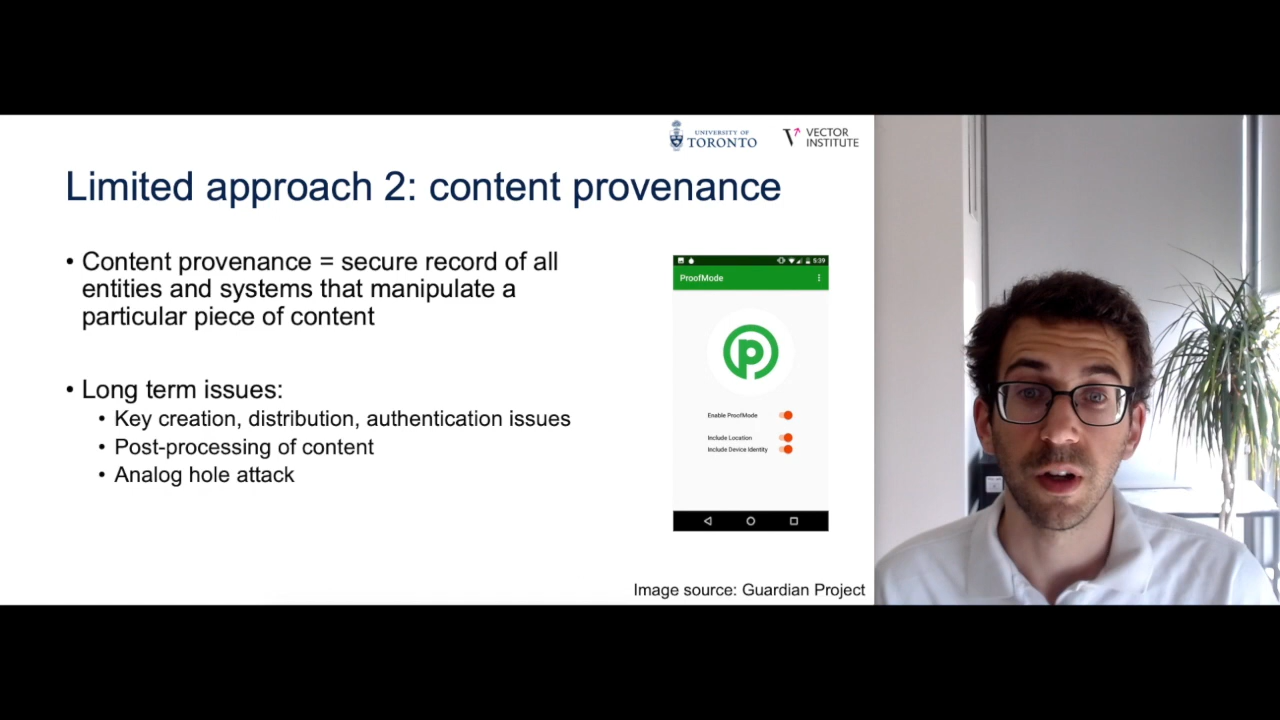 UNIVERSITY OF
TORONTO
VECTOR
INSTITUTE
Limited approach 2: content provenance
• Content provenance = secure record of all
entities and systems that manipulate a
particular piece of content
• Long term issues:
• Key creation, distribution, authentication issues
• Post-processing of content
• Analog hole attack
5:39
ProofMode
p
Enable ProofMode
Include Location
Include Device Identity
Image source: Guardian Project